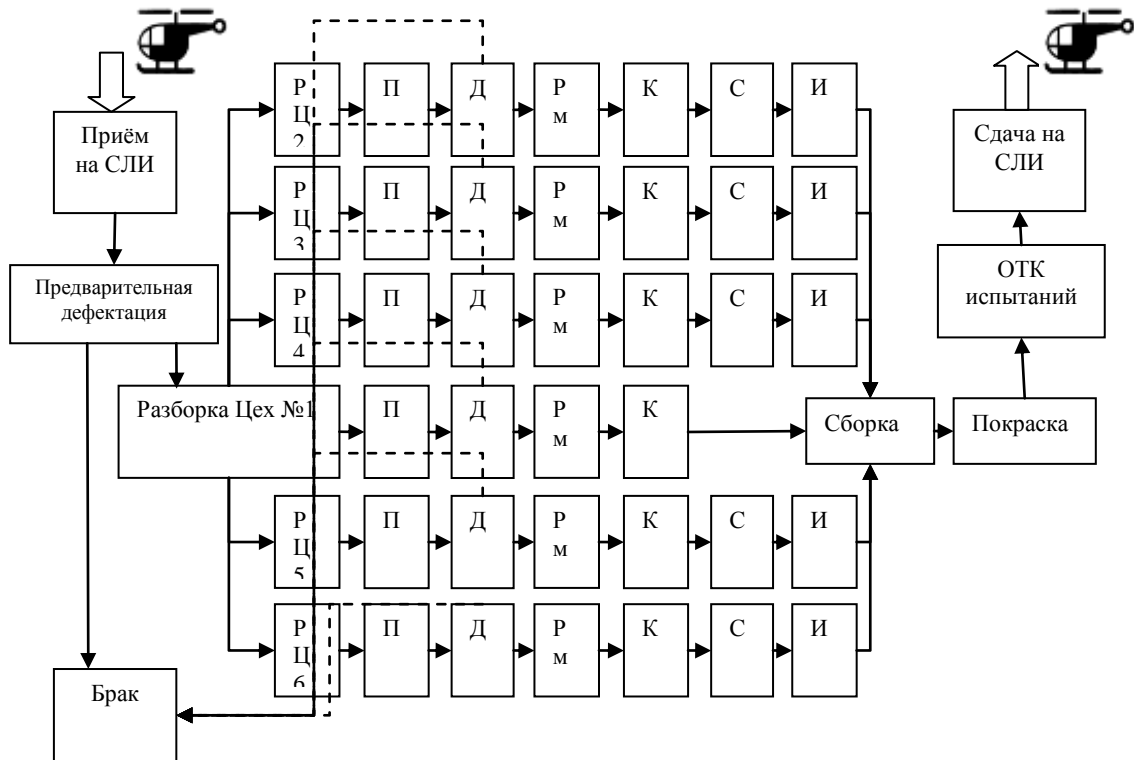 Приём
на СЛИ
Предварительная
дефектация
Разборка Цех №1
Брак
Р
Ц
2
П
Д
Р
м
К
С
И
Р
Ц
3
П
Д
Р
м
К
С
И
Р
Ц
4
П
Д
Р
м
К
С
И
П
Д
Р
м
К
Р
Ц
5
П
Д
Р
м
К
С
И
Р
Ц
6
П
Д
Р
м
К
С
И
Сборка
Покраска
ОТК
испытаний
Сдача на
СЛИ